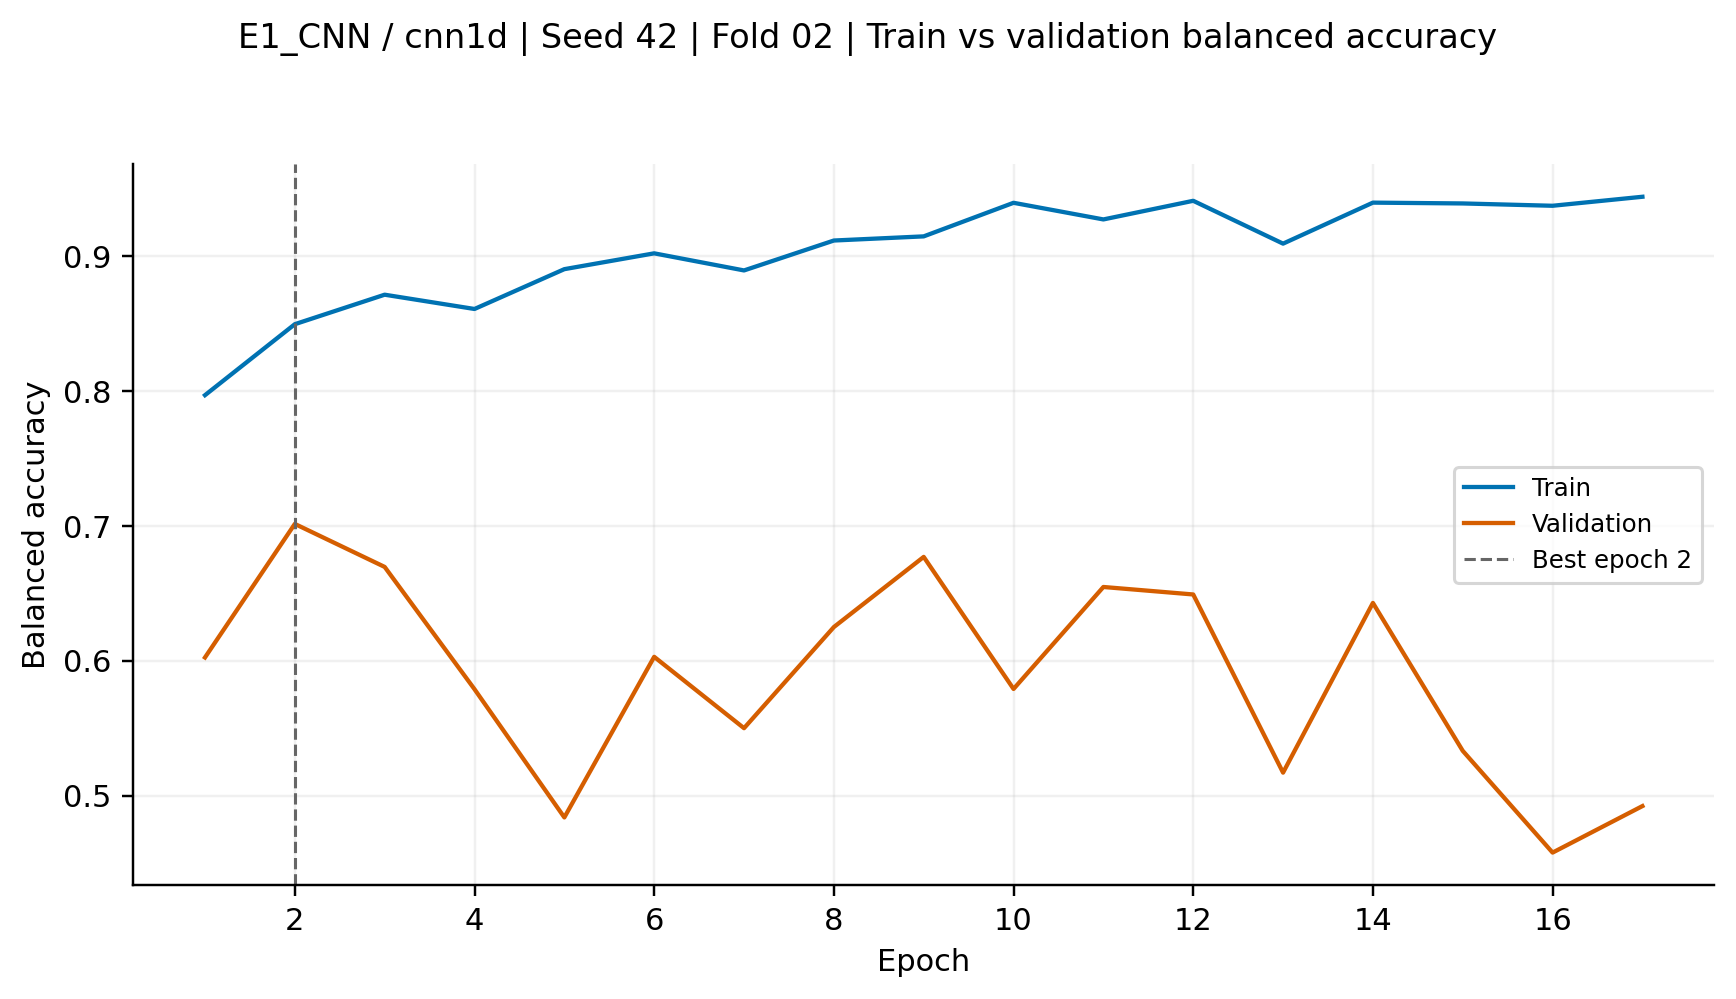 E1_CNN / cnn1d | Seed 42 | Fold 02 | Train vs validation balanced accuracy
Balanced accuracy
0.9
0.8
0.7
0.6
0.5
Train
Validation
Best epoch 2
2 4 6 8 10 12 14 16
Epoch